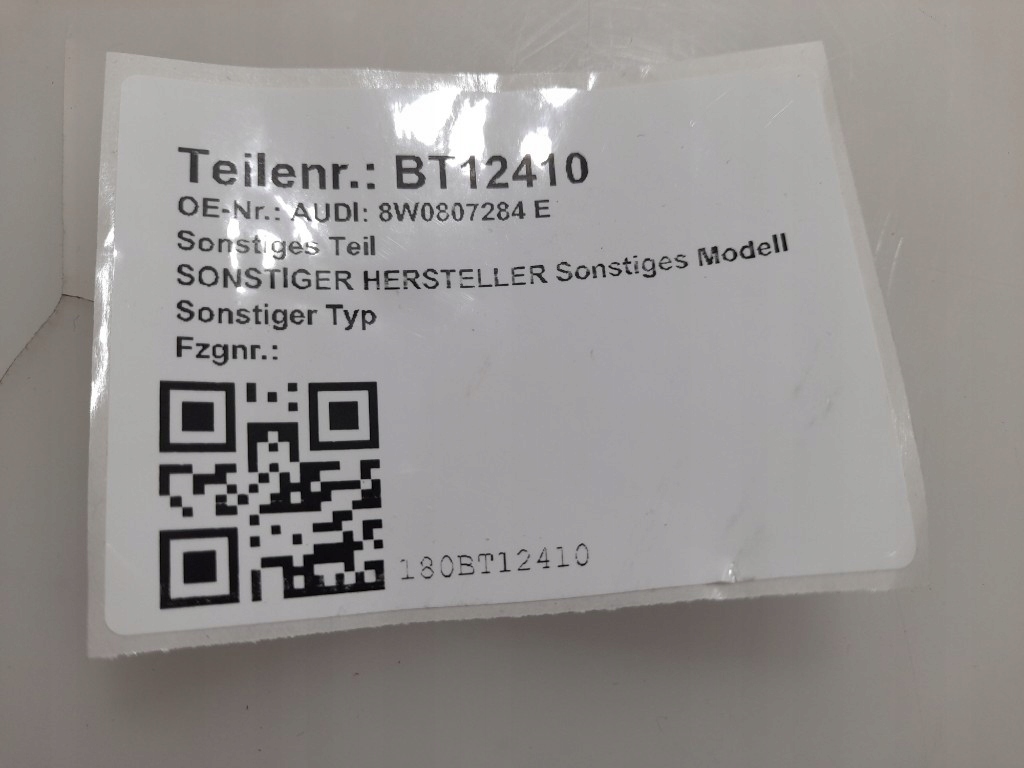 Teilenr.: BT12410
OE-Nr.: AUDI: 8W0807284 E
Sonstiges Teil
SONSTIGER HERSTELLER Sonstiges Modell
Sonstiger Typ
Fzgnr.:
180BT12410